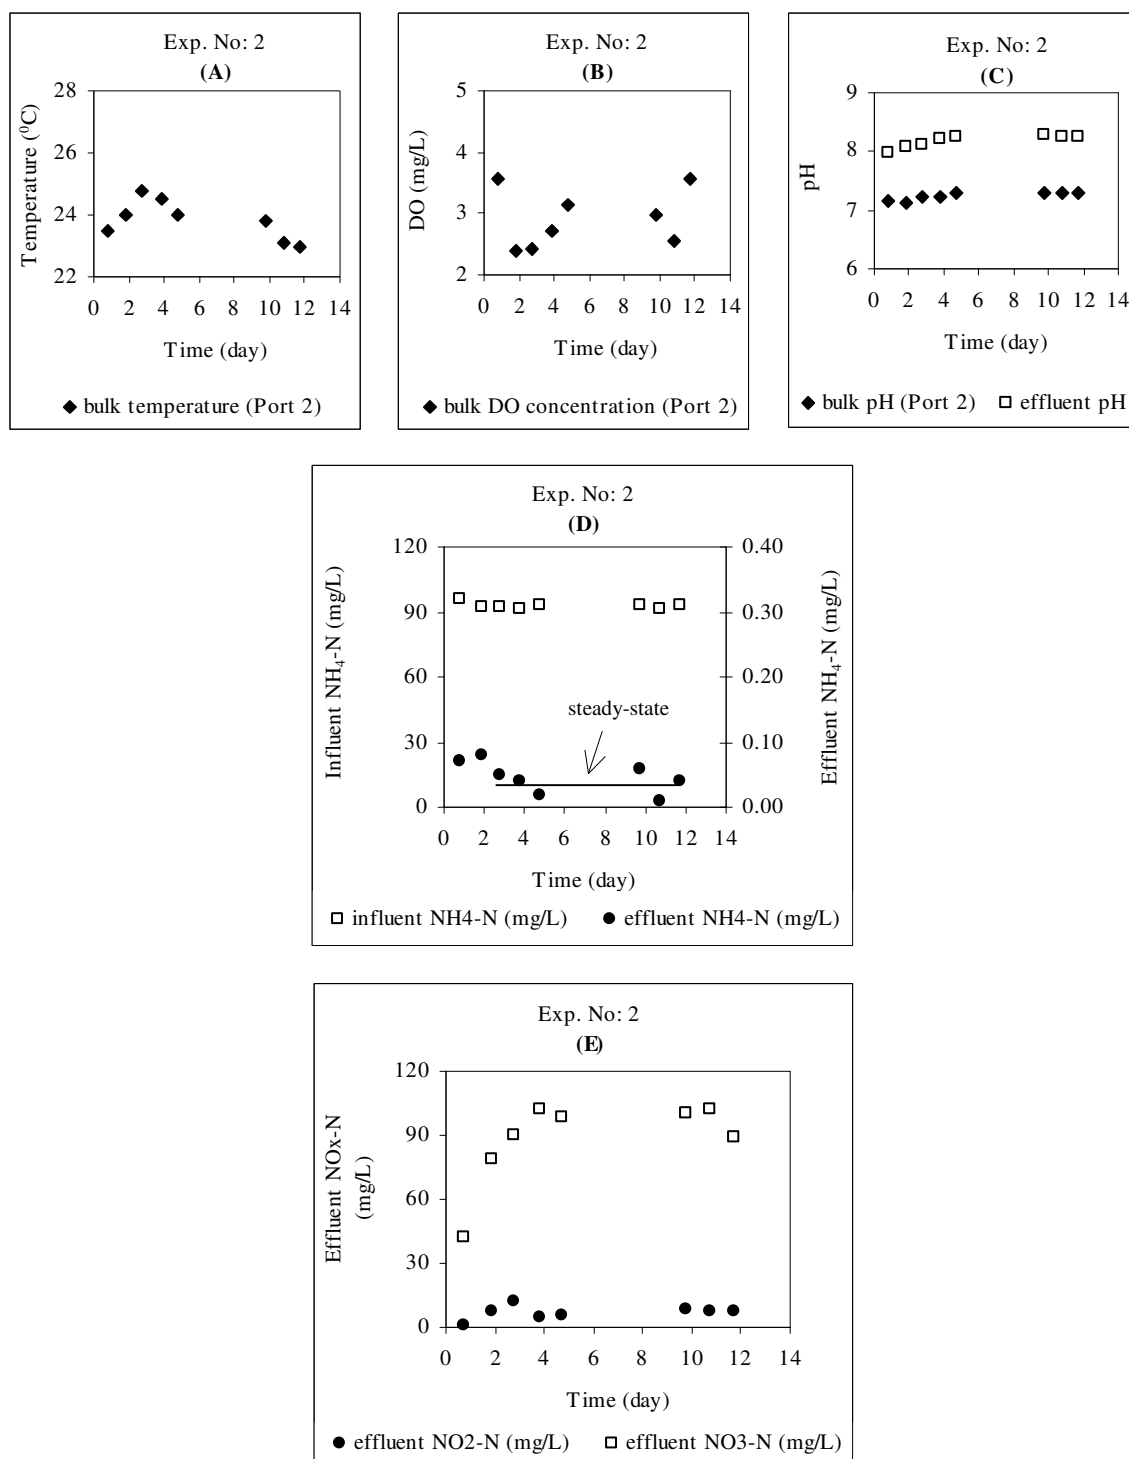 Exp. No: 2
(A)
Temperature (⁰C)
28
26
24
22
0 2 4 6 8 10 12 14
Time (day)
◆ bulk temperature (Port 2)
Exp. No: 2
(B)
DO (mg/L)
5
4
3
2
0 2 4 6 8 10 12 14
Time (day)
◆ bulk DO concentration (Port 2)
Exp. No: 2
(C)
pH
9
8
7
6
0 2 4 6 8 10 12 14
Time (day)
◆ bulk pH (Port 2) □ effluent pH
Exp. No: 2
(D)
Influent NH₄-N (mg/L)
120
90
60
30
0
steady-state
0.40
0.30
0.20
0.10
0.00
Effluent NH₄-N (mg/L)
0 2 4 6 8 10 12 14
Time (day)
□ influent NH4-N (mg/L) ● effluent NH4-N (mg/L)
Exp. No: 2
(E)
Effluent NOx-N
(mg/L)
120
90
60
30
0
0 2 4 6 8 10 12 14
Time (day)
● effluent NO2-N (mg/L) □ effluent NO3-N (mg/L)